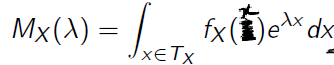 M_X(λ) = ∫_{x∈T_X} f_X( )e^{λx} dx